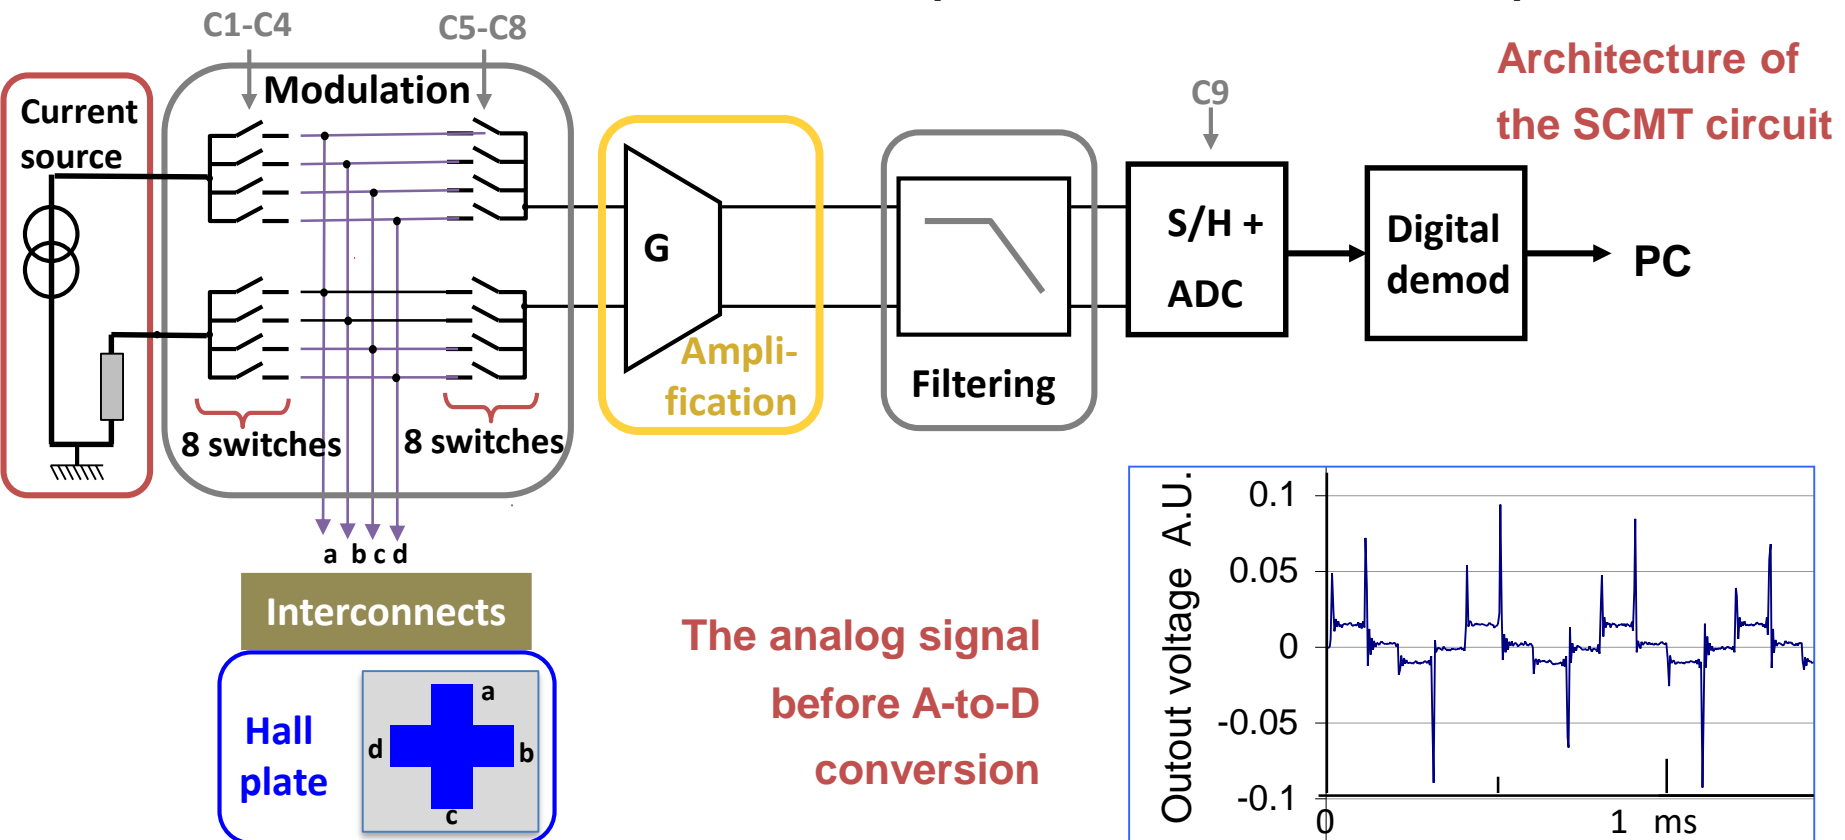 C1-C4
C5-C8
Architecture of
the SCMT circuit
Current
source
Modulation
C9
G
S/H +
ADC
Digital
demod
PC
Ampli-
fication
Filtering
8 switches
8 switches
a b c d
Interconnects
Hall
plate
a
d
b
c
The analog signal
before A-to-D
conversion
Outout voltage A.U.
0.1
0.05
0
-0.05
-0.1
0
1 ms